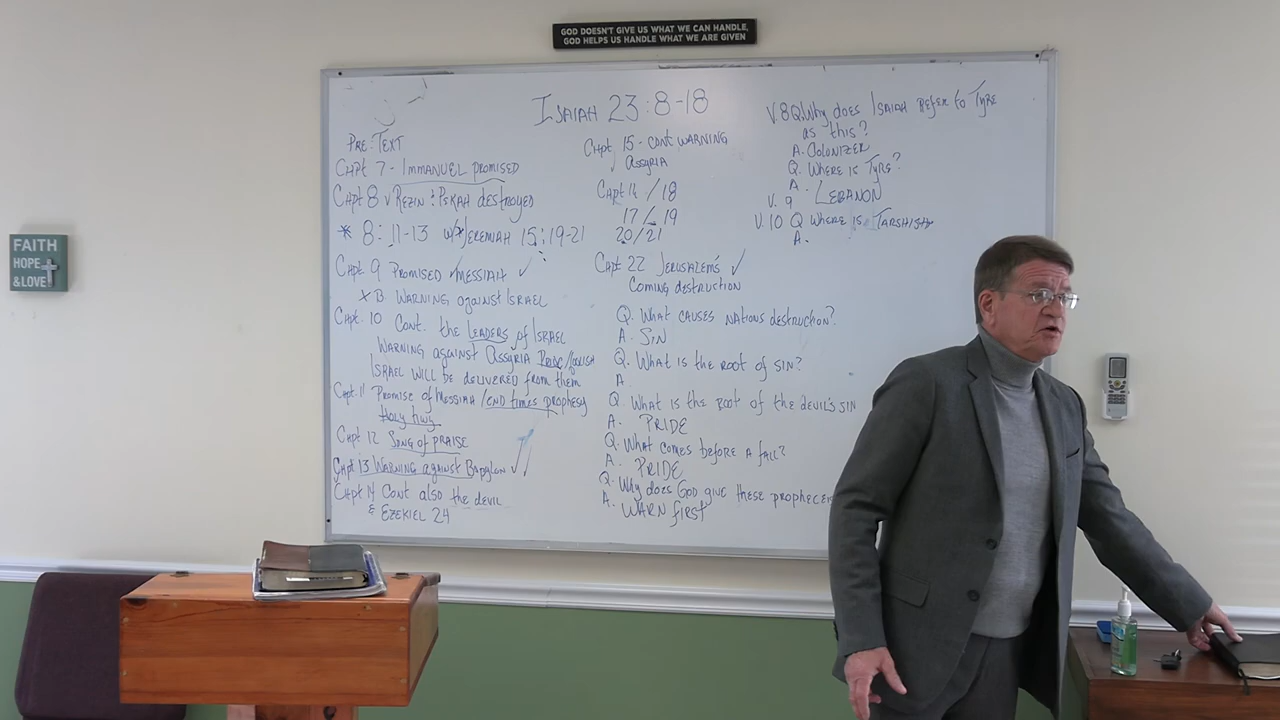 GOD DOESN'T GIVE US WHAT WE CAN HANDLE,
GOD HELPS US HANDLE WHAT WE ARE GIVEN
FAITH
HOPE
& LOVE
ISAIAH 23:8-18
PRE-TEXT
CHPT 7 - IMMANUEL PROMISED
CHPT 8 REZIN & PEKAH destroyed
* 8:11-13 w/ JEREMIAH 15:19-21
CHPT 9 PROMISED MESSIAH ✓
B WARNING against ISRAEL
CHPT. 10 CONT. the LEADERS of ISRAEL
WARNING against ASSYRIA PRIDE/
ISRAEL WILL BE DELIVERED from them
CHPT. 11 PROMISE of MESSIAH / END times prophesy
Holy hwy
CHPT 12 SONG of PRAISE
CHPT 13 WARNING against Babylon ✓✓
CHPT 14 CONT also the devil
& EZEKIEL 24
CHPT 15 - CONT WARNING
ASSYRIA
CHPT 16/18
17/19
20/21
CHPT 22 JERUSALEM'S ✓
COMING destruction
Q. WHAT CAUSES NATIONS destruction?
A. SIN
Q. WHAT IS the ROOT of SIN?
A
Q. WHAT IS the ROOT of the devil'S SIN
A. PRIDE
Q. WHAT COMES before A fall?
A. PRIDE
Q. Why does GOD GIVE these prophecies
A. WARN first
V.8 Q. Why does ISAIAH REFER to TYRE
as this?
A. COLONIZER
Q. WHERE IS TYRE?
A. LEBANON
V. 9
V. 10 Q WHERE IS TARSHISH
A.